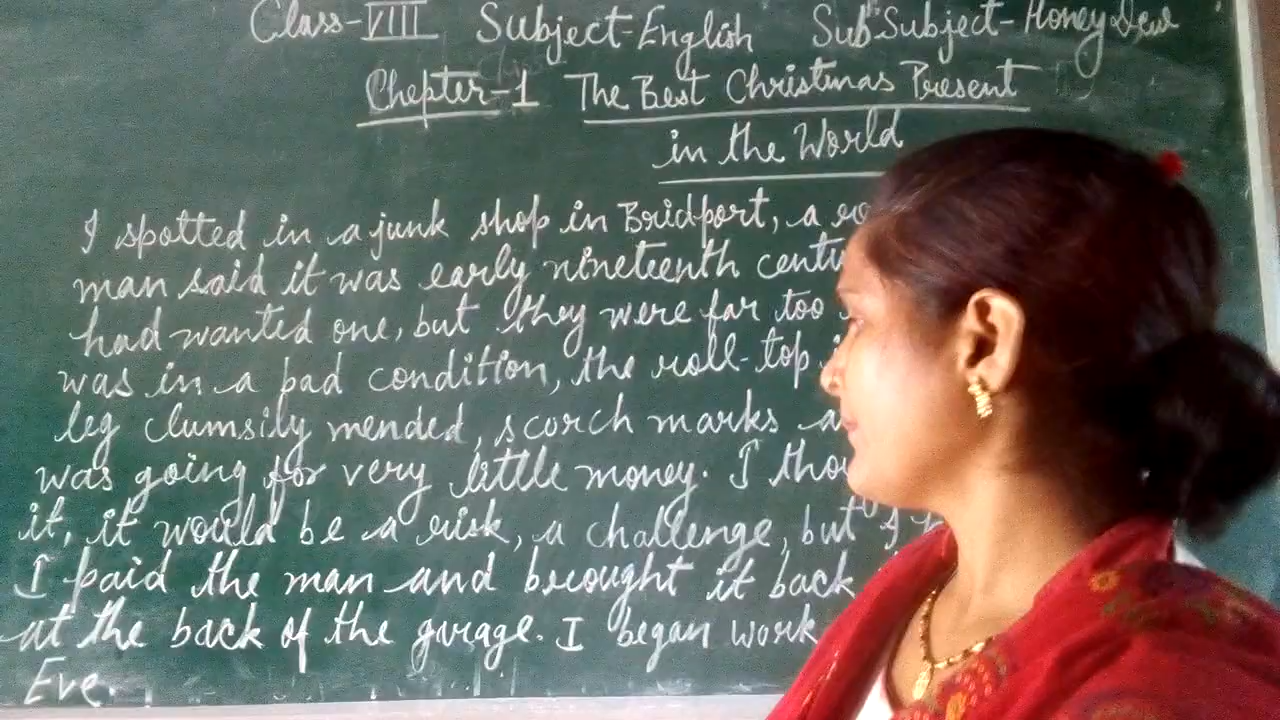 Class-VIII Subject-English Sub Subject-Honey Dew
Chepter-1 The Best Christmas Present
in the World
I spotted in a junk shop in Bridport, a
man said it was early nineteenth
had wanted one, but they were far too
was in a bad condition, the roll-top
leg clumsily mended, scorch marks
was going for very little money. I
it, it would be a risk, a challenge, but I
I paid the man and brought it back
at the back of the garage. I began work
Eve.